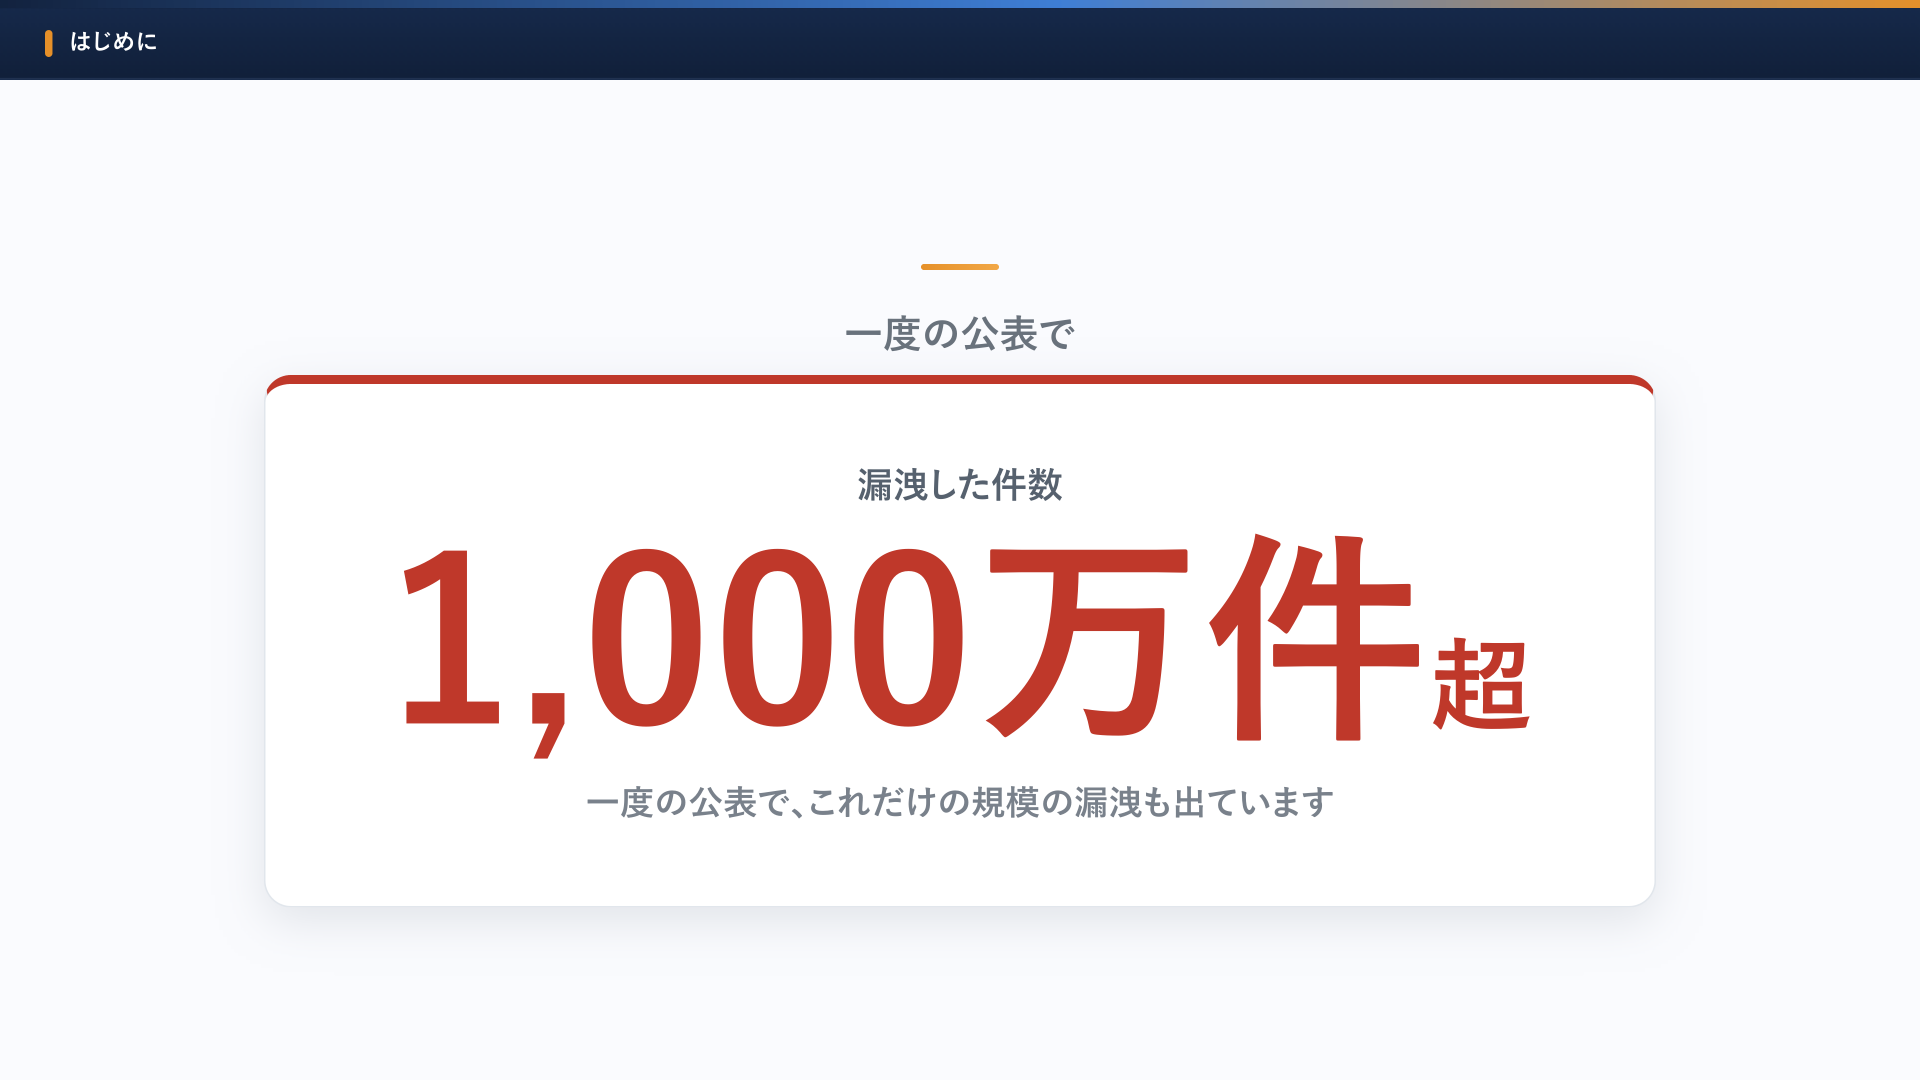 はじめに
一度の公表で
漏洩した件数
1,000万件超
一度の公表で、これだけの規模の漏洩も出ています